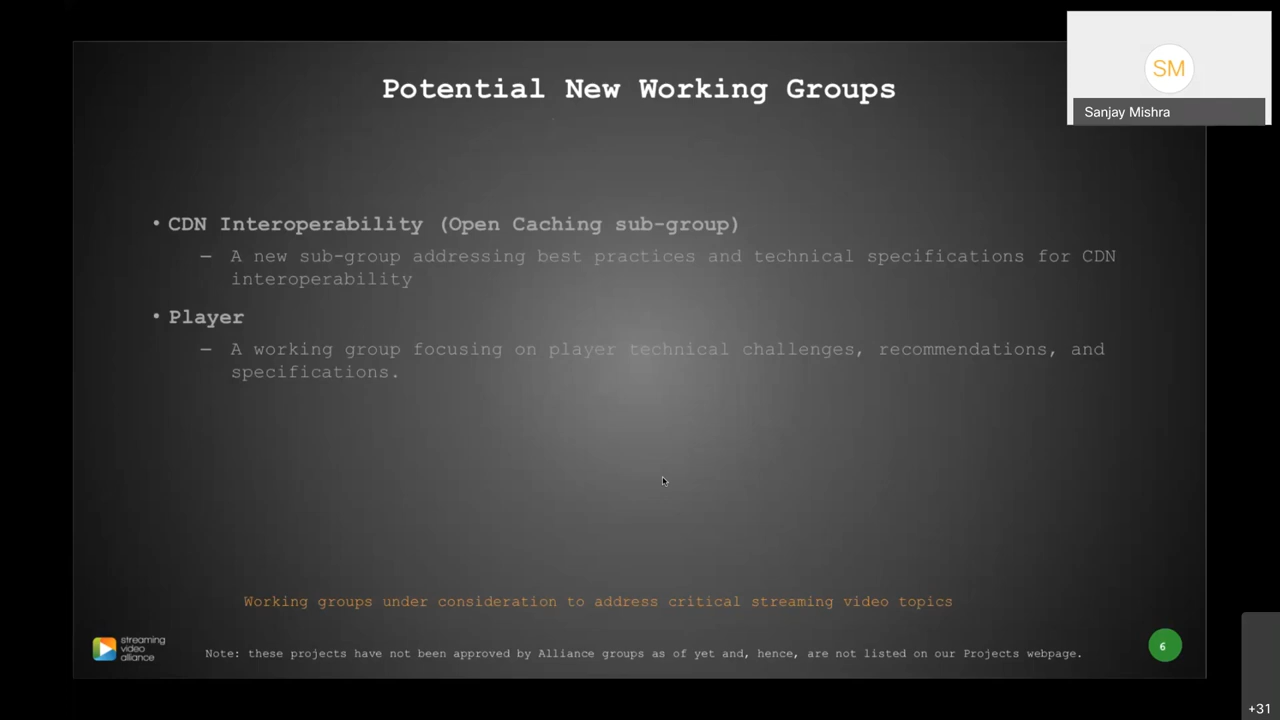 SM
Sanjay Mishra
Potential New Working Groups
• CDN Interoperability (Open Caching sub-group)
– A new sub-group addressing best practices and technical specifications for CDN
interoperability
• Player
– A working group focusing on player technical challenges, recommendations, and
specifications.
Working groups under consideration to address critical streaming video topics
streaming
video
alliance
Note: these projects have not been approved by Alliance groups as of yet and, hence, are not listed on our Projects webpage.
6
+31